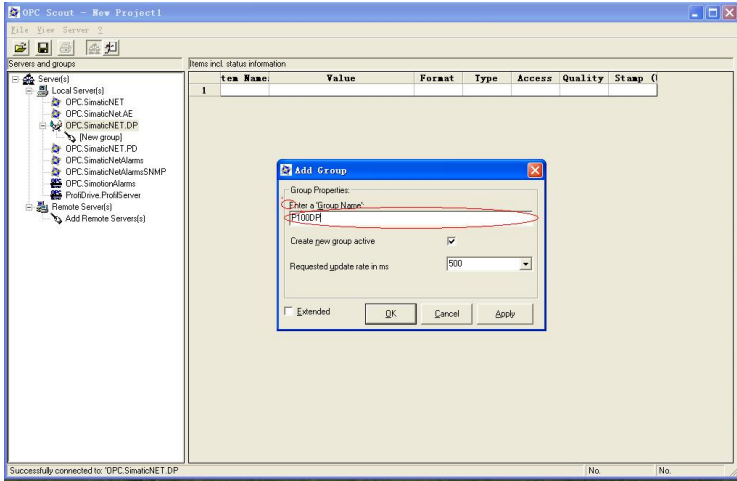 OPC Scout - New Project1
File View Server ?
Servers and groups
Items incl. status information
Server(s)
Local Server(s)
OPC.SimaticNET
OPC.SimaticNet.AE
OPC.SimaticNET.DP
(New group)
OPC.SimaticNET.PD
OPC.SimaticNetAlarms
OPC.SimaticNetAlarmsSNMP
OPC.SimotionAlarms
ProfiDrive.ProfiServer
Remote Server(s)
Add Remote Servers(s)
tem Name: Value Format Type Access Quality Stamp (
1
Add Group
Group Properties:
Enter a 'Group Name':
P100DP
Create new group active
Requested update rate in ms 500
Extended OK Cancel Apply
Successfully connected to: 'OPC.SimaticNET.DP No. No.